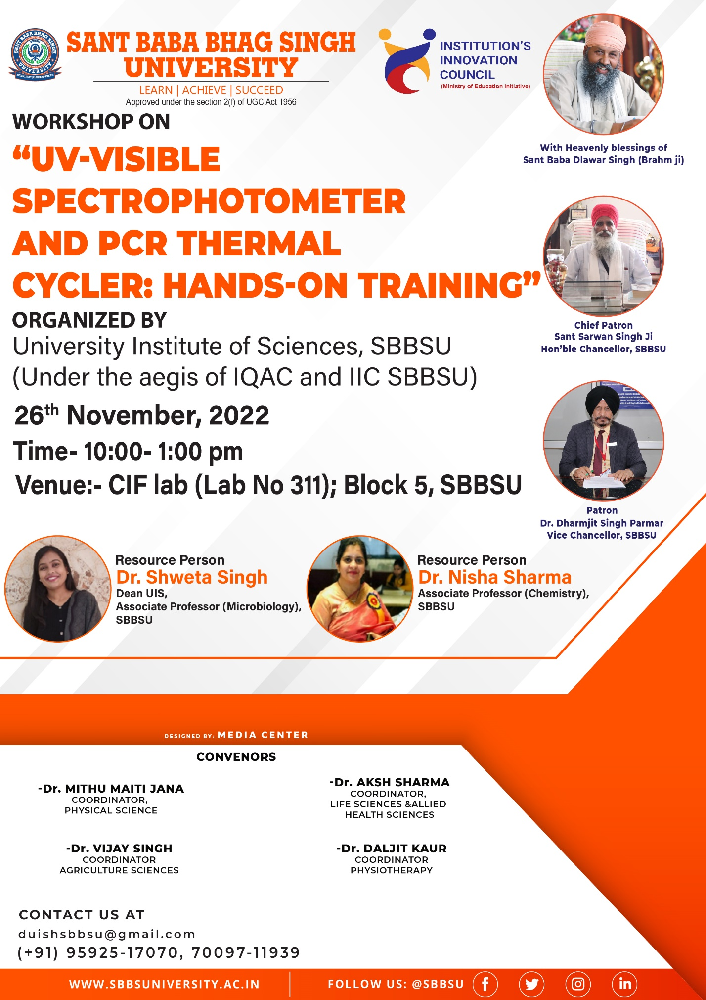 SANT BABA BHAG SINGH
UNIVERSITY
LEARN | ACHIEVE | SUCCEED
Approved under the section 2(f) of UGC Act 1956
SANT BABA BHAG SINGH
UNIVERSITY
SBBSU
INSTITUTION'S
INNOVATION
COUNCIL
(Ministry of Education Initiative)
With Heavenly blessings of
Sant Baba Dlawar Singh (Brahm ji)
WORKSHOP ON
“UV-VISIBLE
SPECTROPHOTOMETER
AND PCR THERMAL
CYCLER: HANDS-ON TRAINING”
Chief Patron
Sant Sarwan Singh Ji
Hon'ble Chancellor, SBBSU
ORGANIZED BY
University Institute of Sciences, SBBSU
(Under the aegis of IQAC and IIC SBBSU)
26th November, 2022
Time- 10:00- 1:00 pm
Venue:- CIF lab (Lab No 311); Block 5, SBBSU
Patron
Dr. Dharmjit Singh Parmar
Vice Chancellor, SBBSU
Resource Person
Dr. Shweta Singh
Dean UIS,
Associate Professor (Microbiology),
SBBSU
Resource Person
Dr. Nisha Sharma
Associate Professor (Chemistry),
SBBSU
DESIGNED BY: MEDIA CENTER
CONVENORS
-Dr. MITHU MAITI JANA
COORDINATOR,
PHYSICAL SCIENCE
-Dr. AKSH SHARMA
COORDINATOR,
LIFE SCIENCES &ALLIED
HEALTH SCIENCES
-Dr. VIJAY SINGH
COORDINATOR
AGRICULTURE SCIENCES
-Dr. DALJIT KAUR
COORDINATOR
PHYSIOTHERAPY
CONTACT US AT
duishsbbsu@gmail.com
(+91) 95925-17070, 70097-11939
WWW.SBBSUNIVERSITY.AC.IN
FOLLOW US: @SBBSU